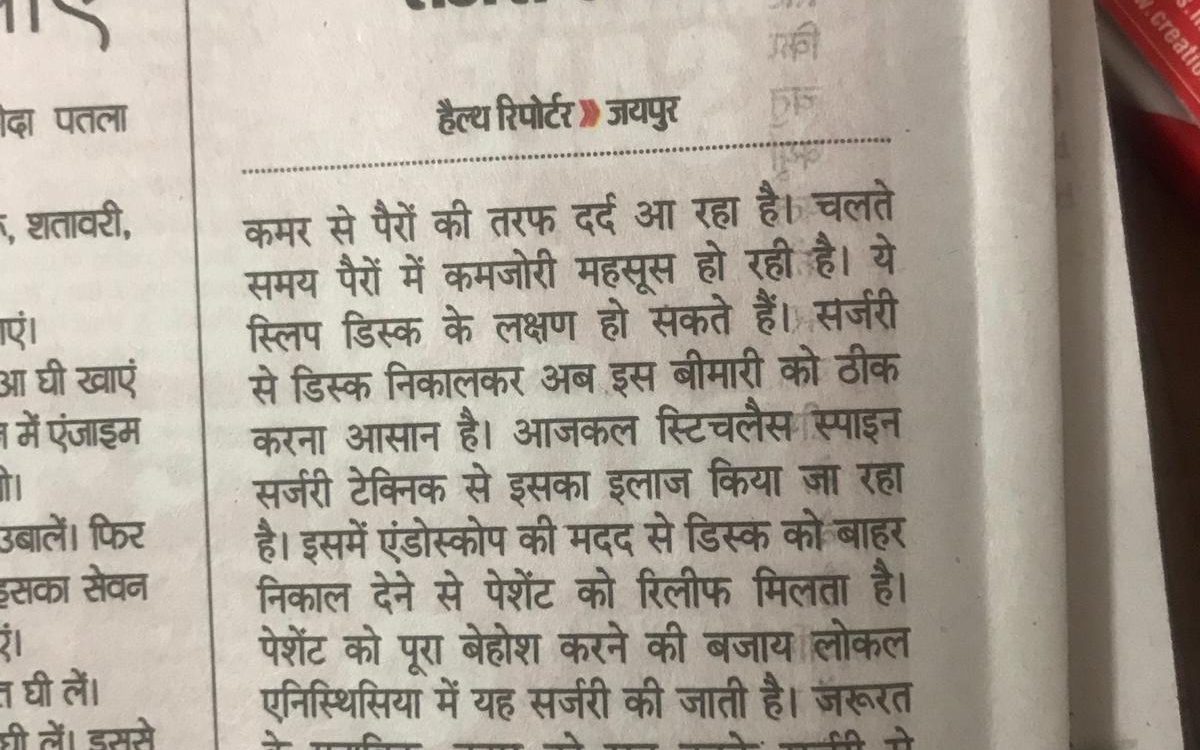 दा पतला
शतावरी,
एं।
आ घी खाएं
में एंजाइम
उबालें। फिर
इसका सेवन
घी लें।
घी लें। इससे
हैल्थ रिपोर्टर » जयपुर
कमर से पैरों की तरफ दर्द आ रहा है। चलते
समय पैरों में कमजोरी महसूस हो रही है। ये
स्लिप डिस्क के लक्षण हो सकते हैं। सर्जरी
से डिस्क निकालकर अब इस बीमारी को ठीक
करना आसान है। आजकल स्टिचलैस स्पाइन
सर्जरी टेक्निक से इसका इलाज किया जा रहा
है। इसमें एंडोस्कोप की मदद से डिस्क को बाहर
निकाल देने से पेशेंट को रिलीफ मिलता है।
पेशेंट को पूरा बेहोश करने की बजाय लोकल
एनिस्थिसिया में यह सर्जरी की जाती है। जरूरत